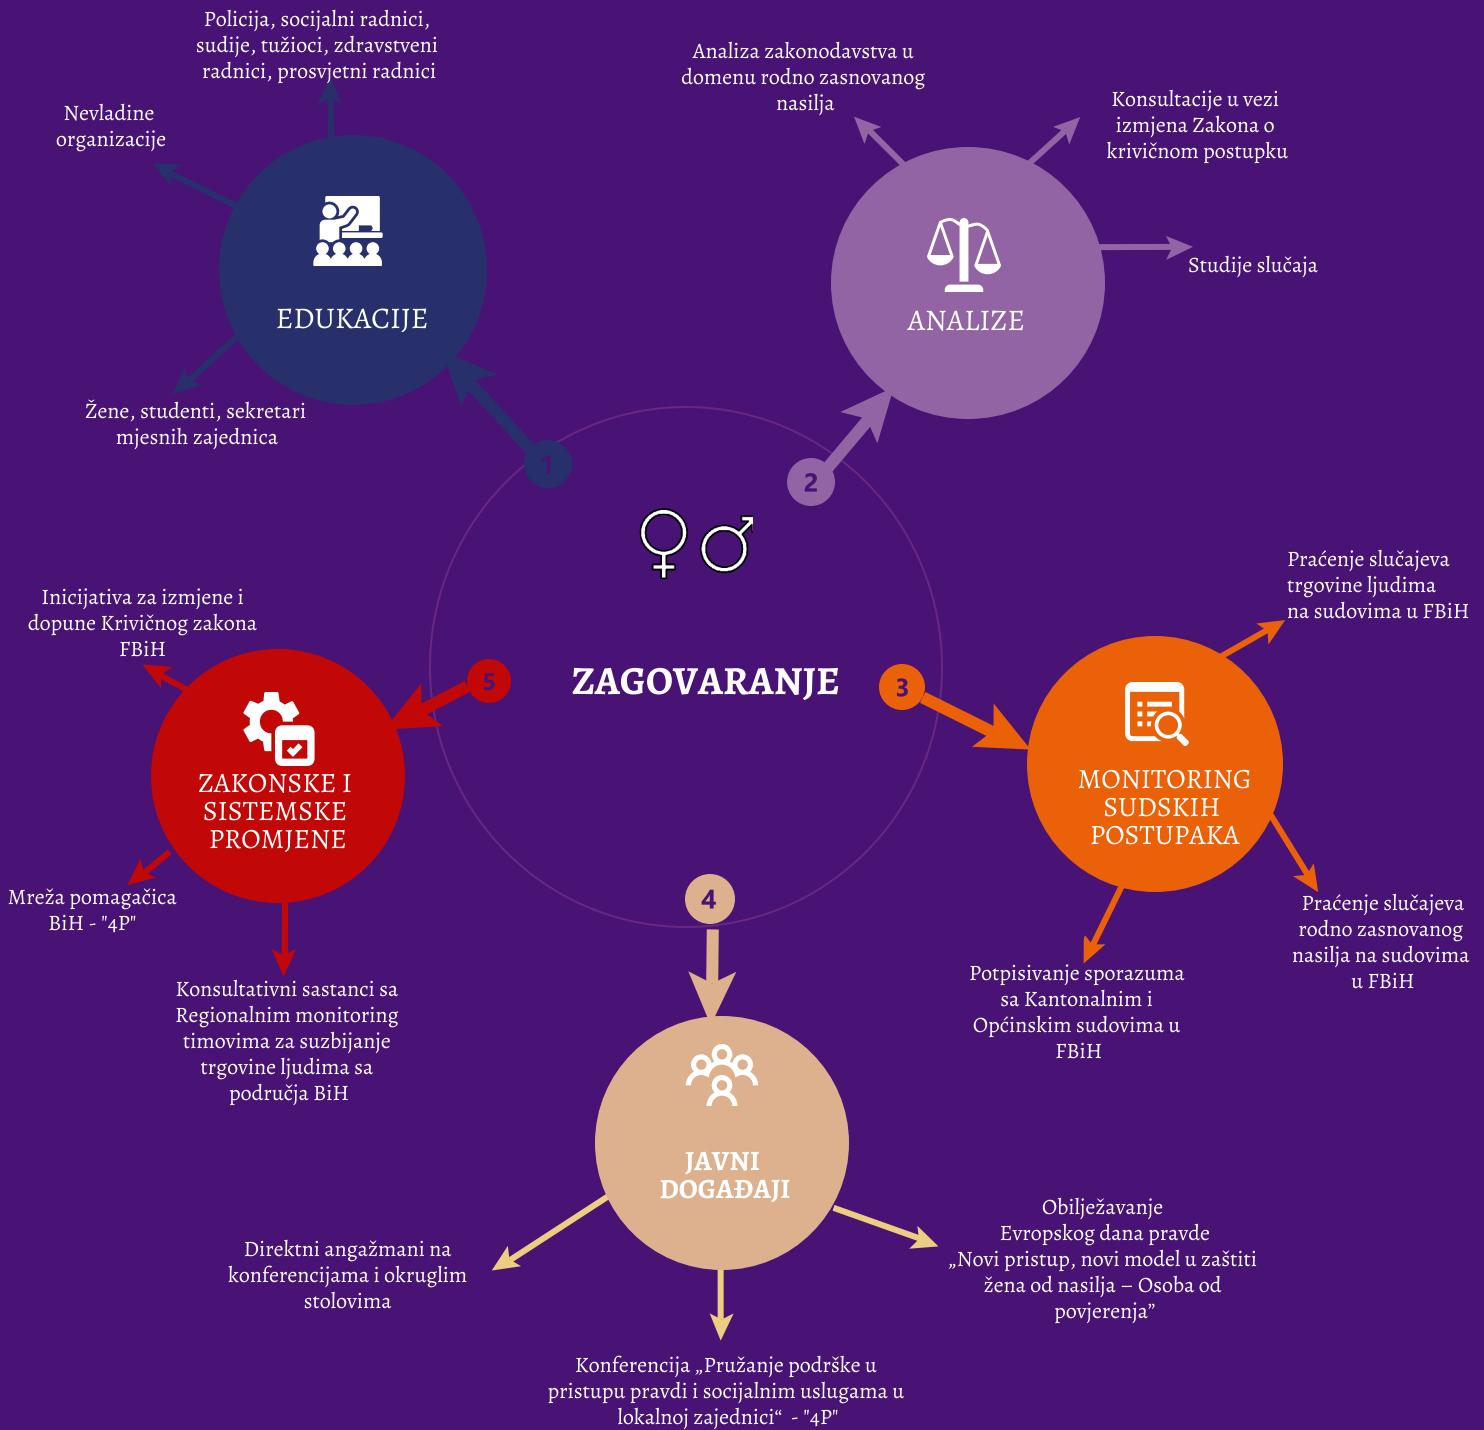 Policija, socijalni radnici,
sudije, tužioci, zdravstveni
radnici, prosvjetni radnici
Nevladine
organizacije
EDUKACIJE
Žene, studenti, sekretari
mjesnih zajednica
1
Analiza zakonodavstva u
domenu rodno zasnovanog
nasilja
Konsultacije u vezi
izmjena Zakona o
krivičnom postupku
Studije slučaja
ANALIZE
2
ZAGOVARANJE
3
Praćenje slučajeva
trgovine ljudima
na sudovima u FBiH
MONITORING
SUDSKIH
POSTUPAKA
Praćenje slučajeva
rodno zasnovanog
nasilja na sudovima
u FBiH
Potpisivanje sporazuma
sa Kantonalnim i
Općinskim sudovima u
FBiH
4
JAVNI
DOGAĐAJI
Obilježavanje
Evropskog dana pravde
„Novi pristup, novi model u zaštiti
žena od nasilja – Osoba od
povjerenja”
Konferencija „Pružanje podrške u
pristupu pravdi i socijalnim uslugama u
lokalnoj zajednici“ - "4P"
Direktni angažmani na
konferencijama i okruglim
stolovima
5
Inicijativa za izmjene i
dopune Krivičnog zakona
FBiH
ZAKONSKE I
SISTEMSKE
PROMJENE
Mreža pomagačica
BiH - "4P"
Konsultativni sastanci sa
Regionalnim monitoring
timovima za suzbijanje
trgovine ljudima sa
područja BiH